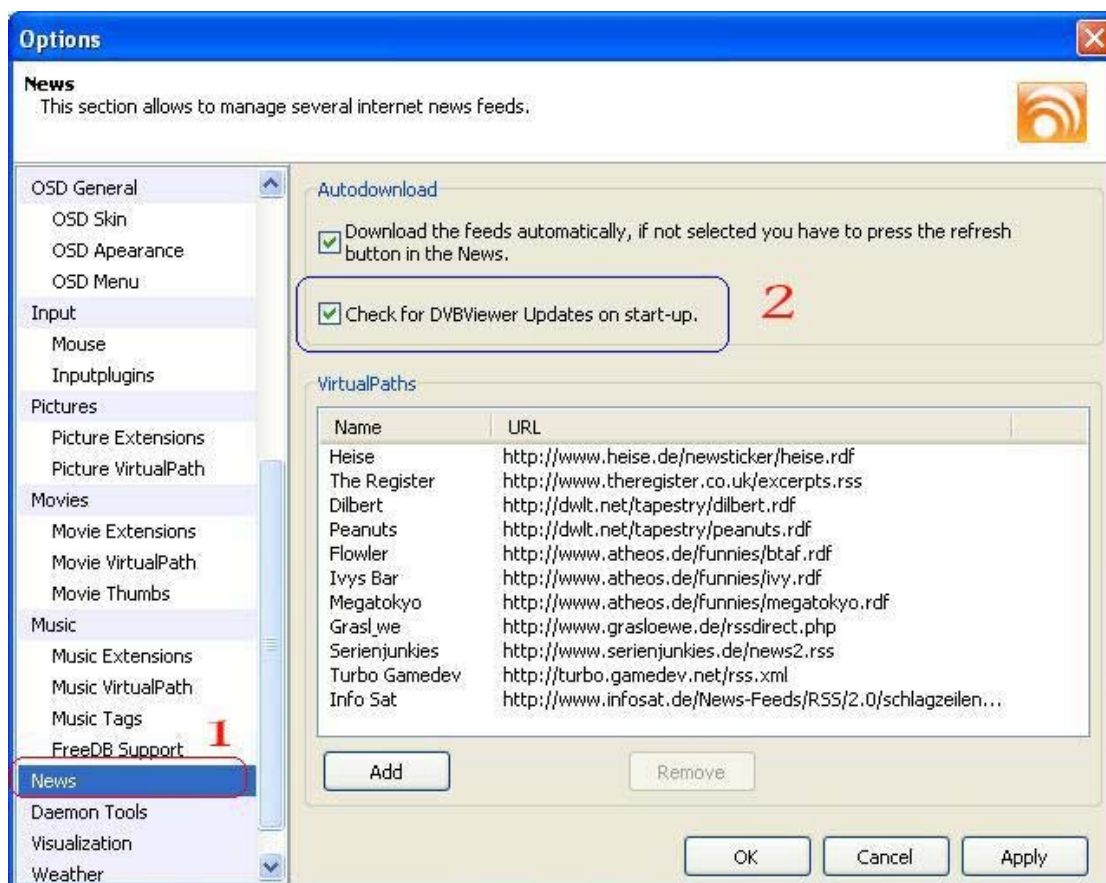 Options
News
This section allows to manage several internet news feeds.
OSD General
OSD Skin
OSD Apearance
OSD Menu
Input
Mouse
Inputplugins
Pictures
Picture Extensions
Picture VirtualPath
Movies
Movie Extensions
Movie VirtualPath
Movie Thumbs
Music
Music Extensions
Music VirtualPath
Music Tags
FreeDB Support
1
News
Daemon Tools
Visualization
Weather
Autodownload
Download the feeds automatically, if not selected you have to press the refresh
button in the News.
Check for DVBViewer Updates on start-up.
2
VirtualPaths
Name URL
Heise http://www.heise.de/newsticker/heise.rdf
The Register http://www.theregister.co.uk/excerpts.rss
Dilbert http://dwlt.net/tapestry/dilbert.rdf
Peanuts http://dwlt.net/tapestry/peanuts.rdf
Flowler http://www.atheos.de/funnies/btaf.rdf
Ivys Bar http://www.atheos.de/funnies/ivy.rdf
Megatokyo http://www.atheos.de/funnies/megatokyo.rdf
Grasl_we http://www.grasloewe.de/rssdirect.php
Serienjunkies http://www.serienjunkies.de/news2.rss
Turbo Gamedev http://turbo.gamedev.net/rss.xml
Info Sat http://www.infosat.de/News-Feeds/RSS/2.0/schlagzeilen...
Add Remove
OK Cancel Apply